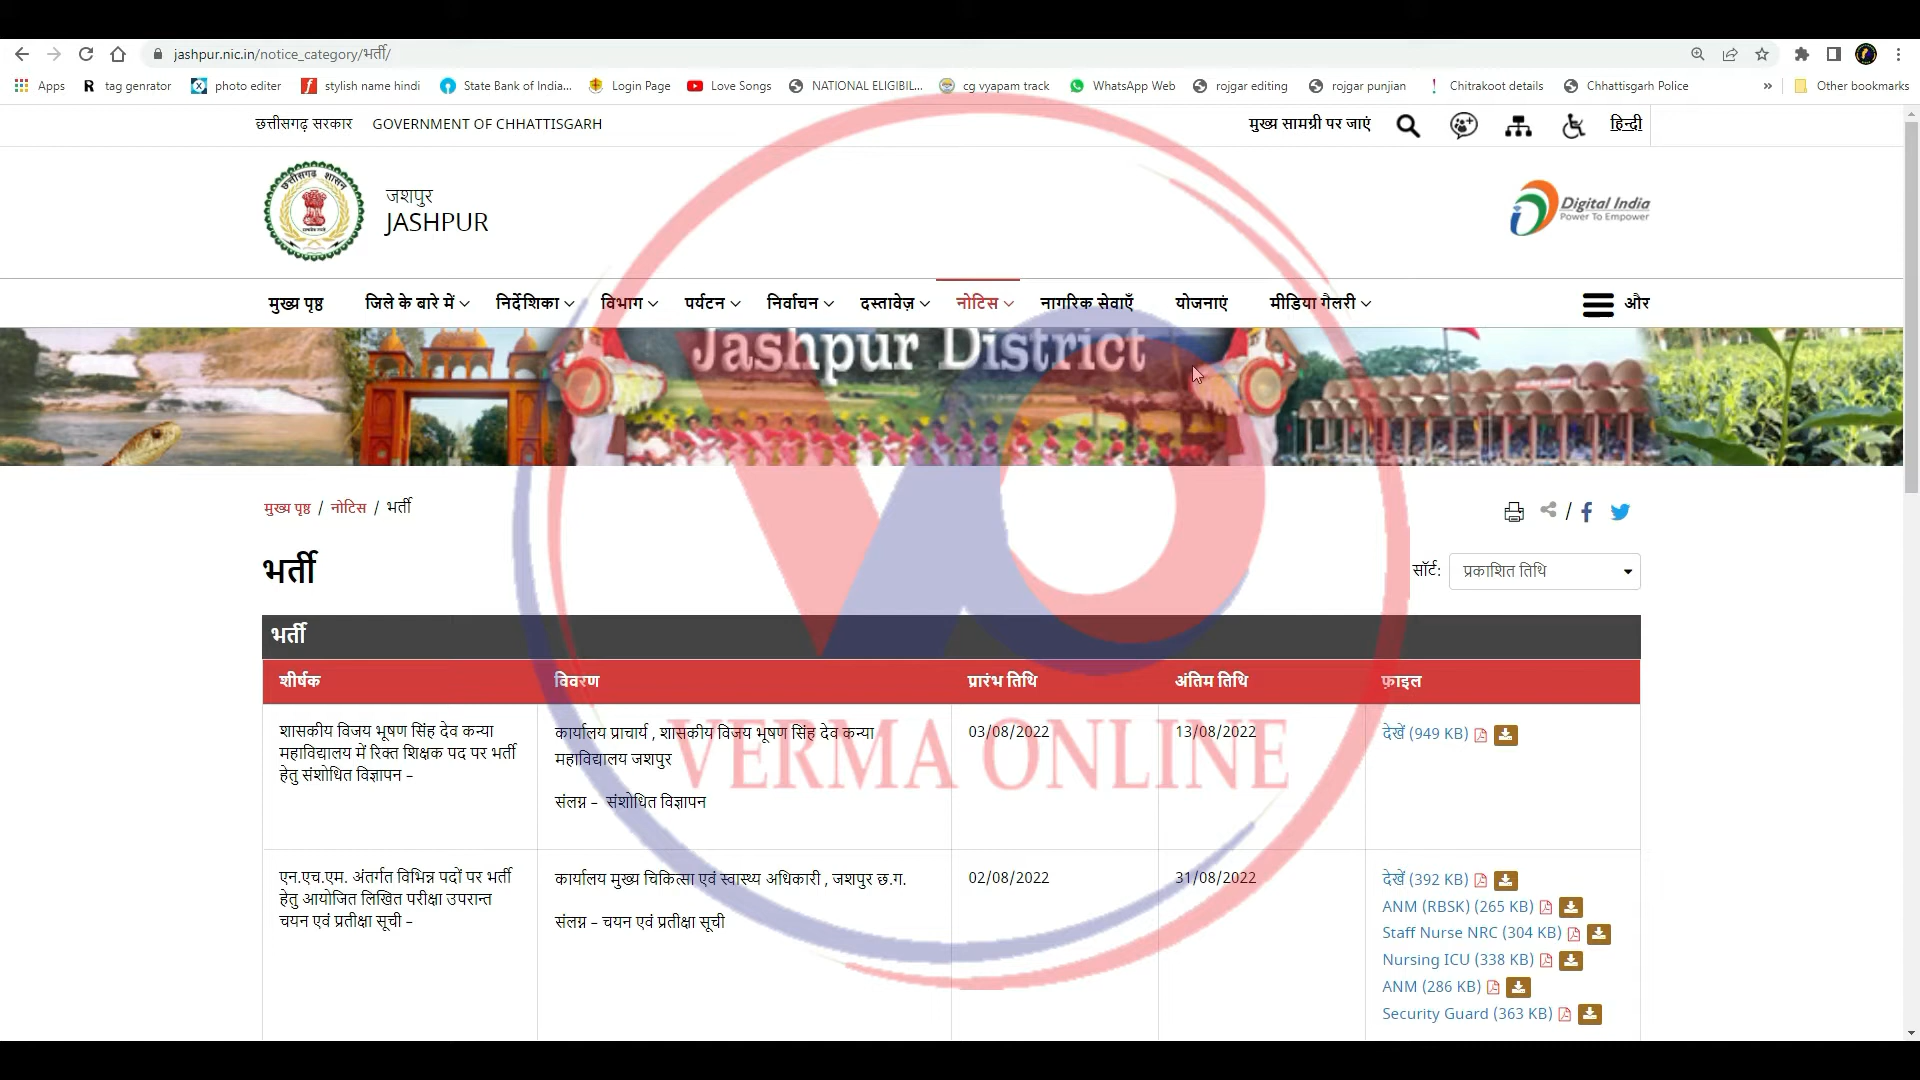 jashpur.nic.in/notice_category/भर्ती/
Apps tag genrator photo editer stylish name hindi State Bank of India... Login Page Love Songs NATIONAL ELIGIBIL... cg vyapam track WhatsApp Web rojgar editing rojgar punjian Chitrakoot details Chhattisgarh Police » Other bookmarks
छत्तीसगढ़ सरकार GOVERNMENT OF CHHATTISGARH मुख्य सामग्री पर जाएं हिन्दी
छत्तीसगढ़ शासन
जशपुर
JASHPUR
Digital India
Power To Empower
मुख्य पृष्ठ जिले के बारे में निर्देशिका विभाग पर्यटन निर्वाचन दस्तावेज़ नोटिस नागरिक सेवाएँ योजनाएं मीडिया गैलरी और
Jashpur District
मुख्य पृष्ठ / नोटिस / भर्ती
भर्ती
सॉर्ट: प्रकाशित तिथि
भर्ती
शीर्षक विवरण प्रारंभ तिथि अंतिम तिथि फ़ाइल
शासकीय विजय भूषण सिंह देव कन्या
महाविद्यालय में रिक्त शिक्षक पद पर भर्ती
हेतु संशोधित विज्ञापन –
कार्यालय प्राचार्य , शासकीय विजय भूषण सिंह देव कन्या
महाविद्यालय जशपुर
संलग्न – संशोधित विज्ञापन
03/08/2022
13/08/2022
देखें (949 KB)
VERMA ONLINE
एन.एच.एम. अंतर्गत विभिन्न पदों पर भर्ती
हेतु आयोजित लिखित परीक्षा उपरान्त
चयन एवं प्रतीक्षा सूची –
कार्यालय मुख्य चिकित्सा एवं स्वास्थ्य अधिकारी , जशपुर छ.ग.
संलग्न – चयन एवं प्रतीक्षा सूची
02/08/2022
31/08/2022
देखें (392 KB)
ANM (RBSK) (265 KB)
Staff Nurse NRC (304 KB)
Nursing ICU (338 KB)
ANM (286 KB)
Security Guard (363 KB)